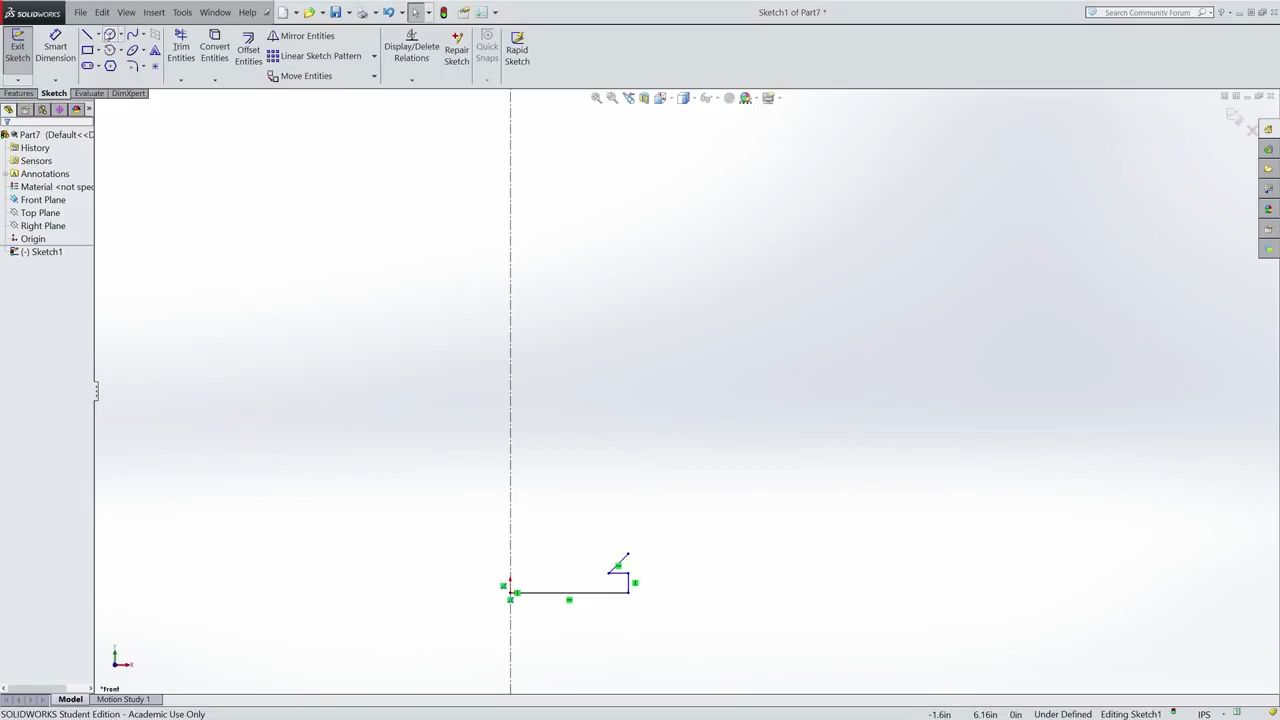 SOLIDWORKS File Edit View Insert Tools Window Help Sketch1 of Part7 * Search Community Forum
Exit Sketch
Smart Dimension
Trim Entities
Convert Entities
Offset Entities
Mirror Entities
Linear Sketch Pattern
Move Entities
Display/Delete Relations
Repair Sketch
Quick Snaps
Rapid Sketch
Features Sketch Evaluate DimXpert
Part7 (Default<<D
History
Sensors
Annotations
Material <not spec
Front Plane
Top Plane
Right Plane
Origin
(-) Sketch1
Y
X
*Front
Model Motion Study 1
SOLIDWORKS Student Edition - Academic Use Only -1.6in 6.16in 0in Under Defined Editing Sketch1 IPS